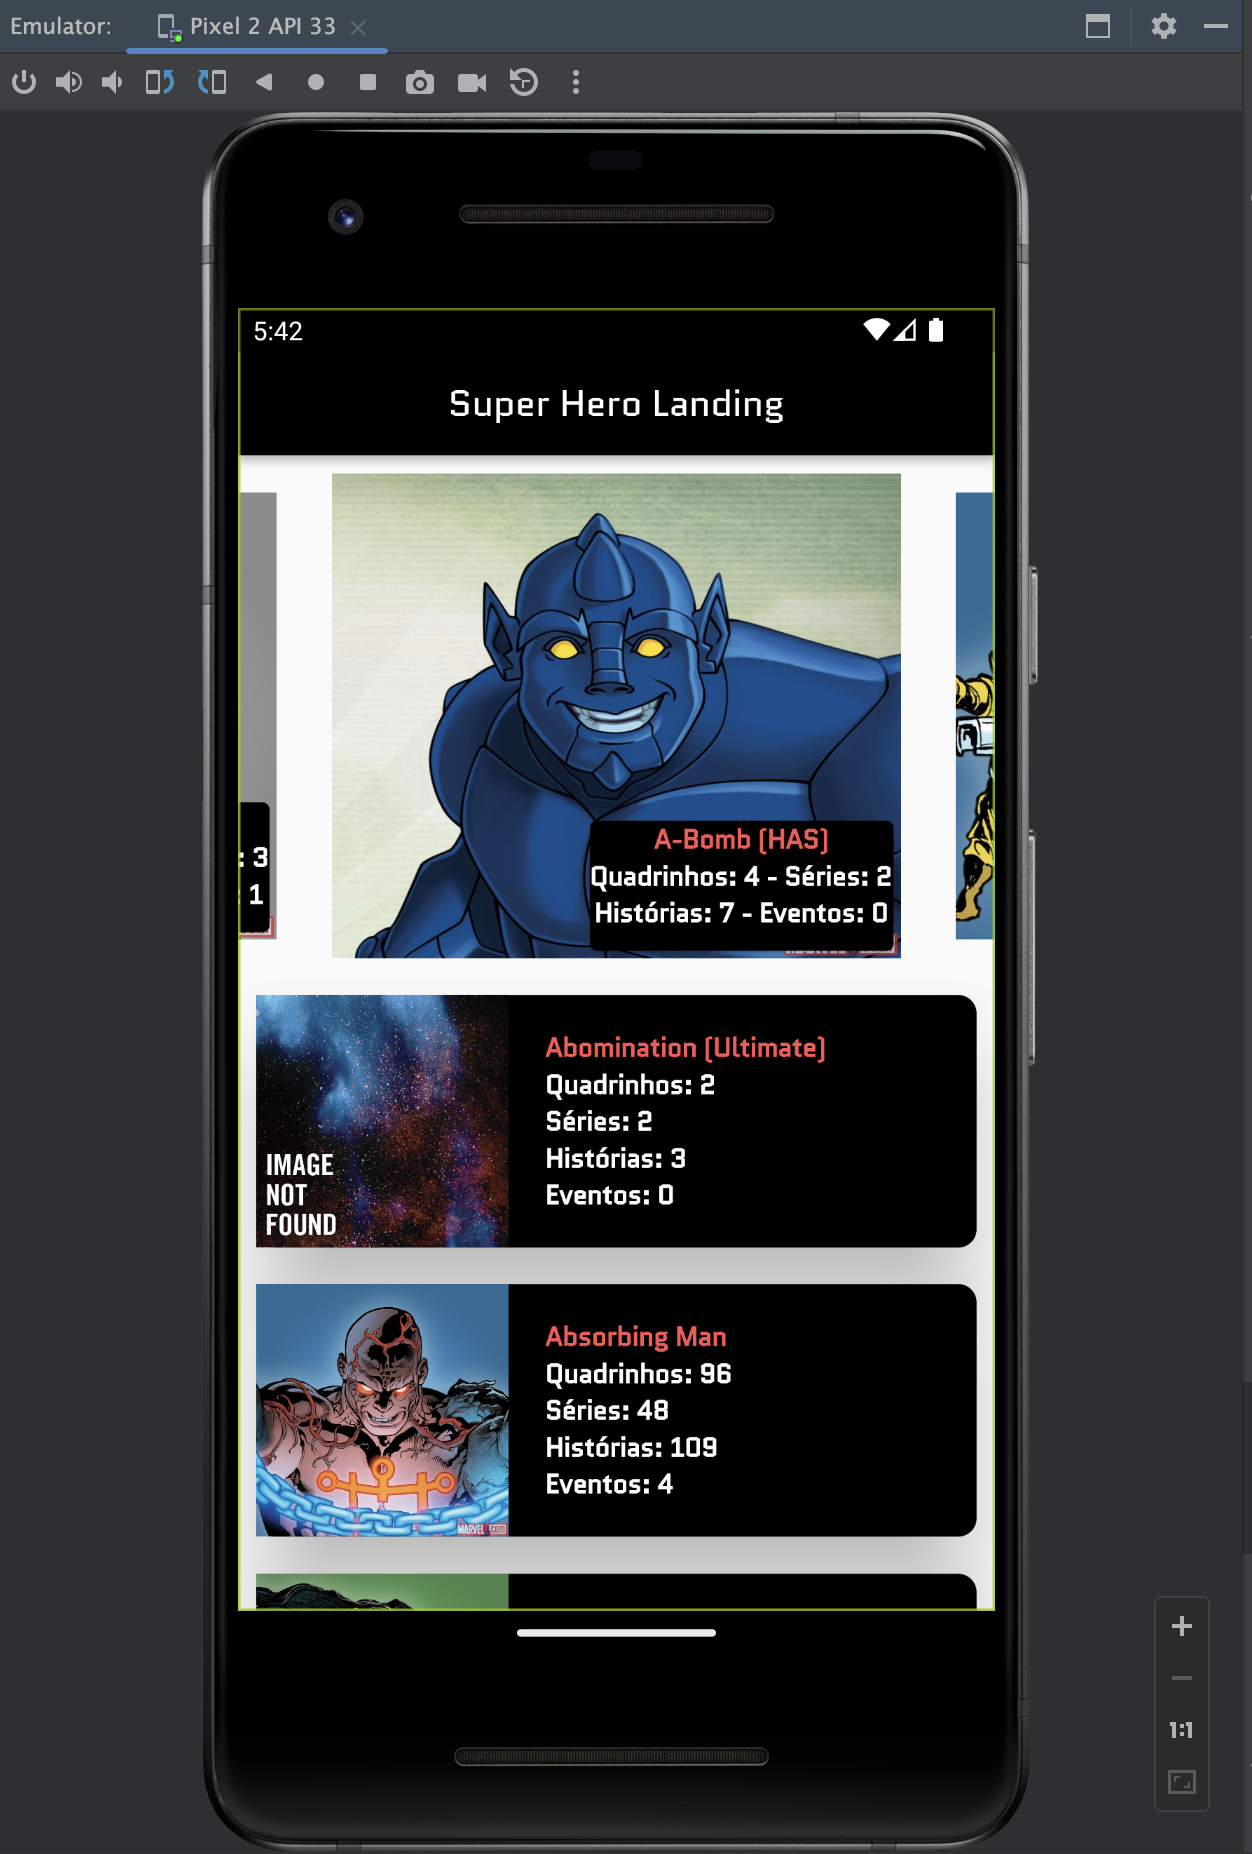 Emulator: Pixel 2 API 33
5:42
Super Hero Landing
: 3
: 1
A-Bomb (HAS)
Quadrinhos: 4 - Séries: 2
Histórias: 7 - Eventos: 0
IMAGE
NOT
FOUND
Abomination (Ultimate)
Quadrinhos: 2
Séries: 2
Histórias: 3
Eventos: 0
MARVEL.COM
Absorbing Man
Quadrinhos: 96
Séries: 48
Histórias: 109
Eventos: 4
1:1